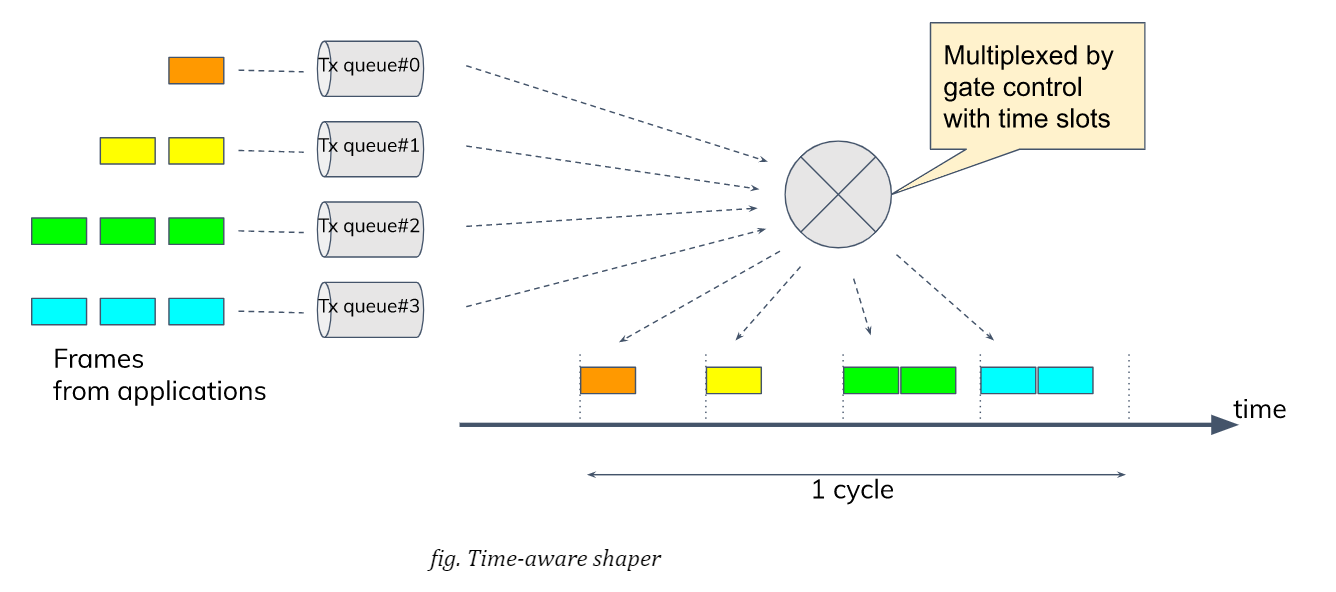 Tx queue#0
Multiplexed by
gate control
with time slots
Tx queue#1
Tx queue#2
Tx queue#3
Frames
from applications
time
1 cycle
fig. Time-aware shaper